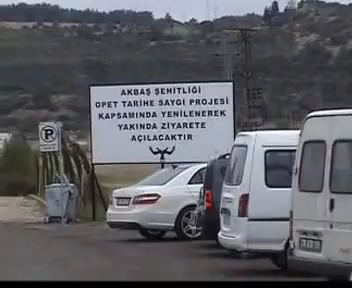 AKBAŞ ŞEHİTLİĞİ
OPET TARİHE SAYGI PROJESİ
KAPSAMINDA YENİLENEREK
YAKINDA ZİYARETE
AÇILACAKTIR
P